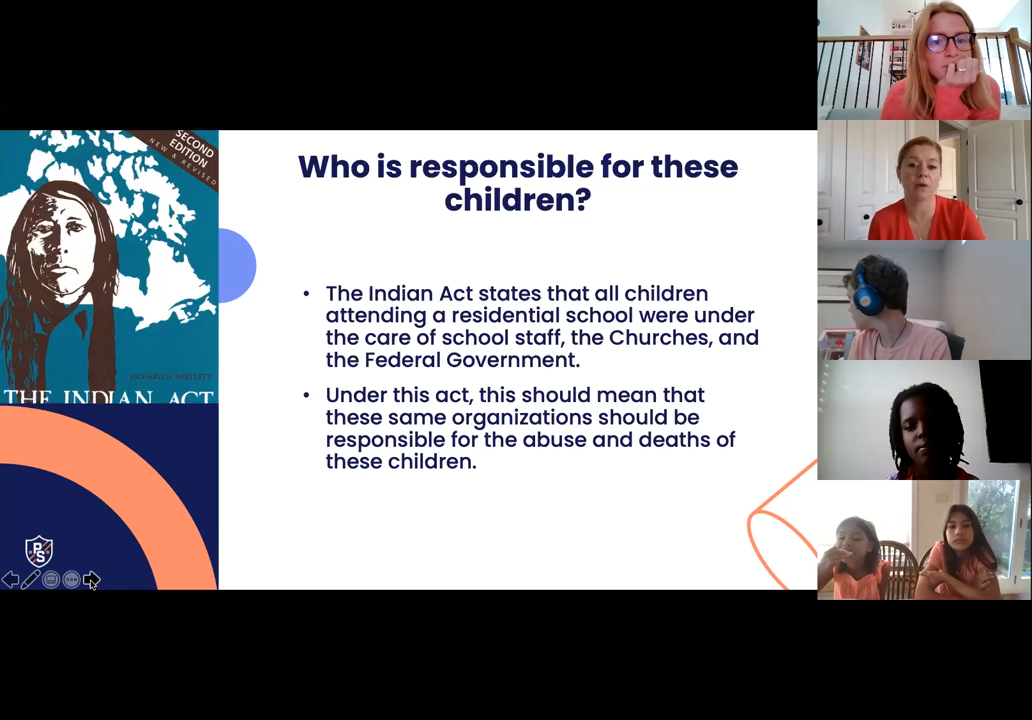 SECOND
EDITION
NEW & REVISED
RICHARD H. BARTLETT
THE INDIAN ACT
Who is responsible for these
children?
• The Indian Act states that all children
attending a residential school were under
the care of school staff, the Churches, and
the Federal Government.
• Under this act, this should mean that
these same organizations should be
responsible for the abuse and deaths of
these children.
PS